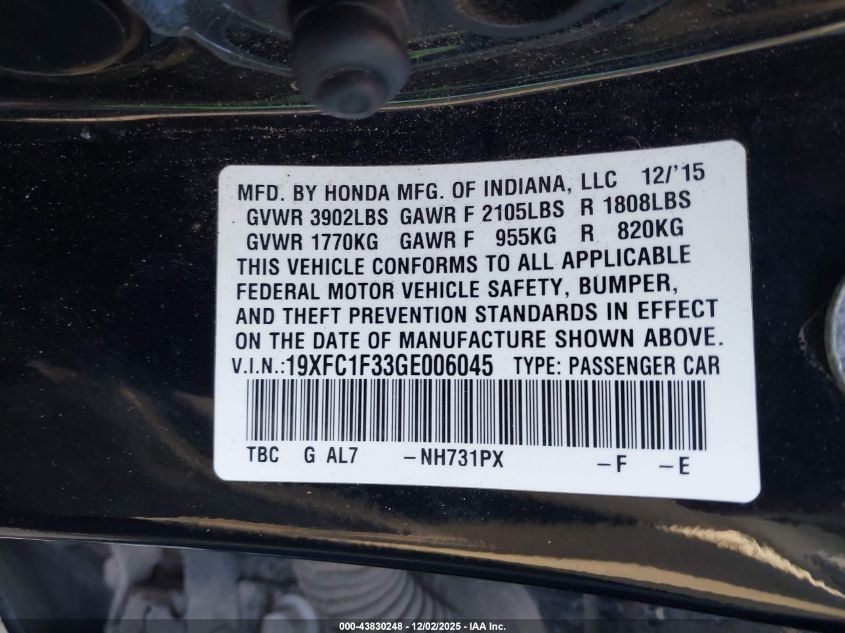 MFD. BY HONDA MFG. OF INDIANA, LLC 12/'15
GVWR 3902LBS GAWR F 2105LBS R 1808LBS
GVWR 1770KG GAWR F 955KG R 820KG
THIS VEHICLE CONFORMS TO ALL APPLICABLE
FEDERAL MOTOR VEHICLE SAFETY, BUMPER,
AND THEFT PREVENTION STANDARDS IN EFFECT
ON THE DATE OF MANUFACTURE SHOWN ABOVE.
V.I.N.:19XFC1F33GE006045 TYPE: PASSENGER CAR
TBC G AL7 -NH731PX -F -E
000-43830248 - 12/02/2025 - IAA Inc.